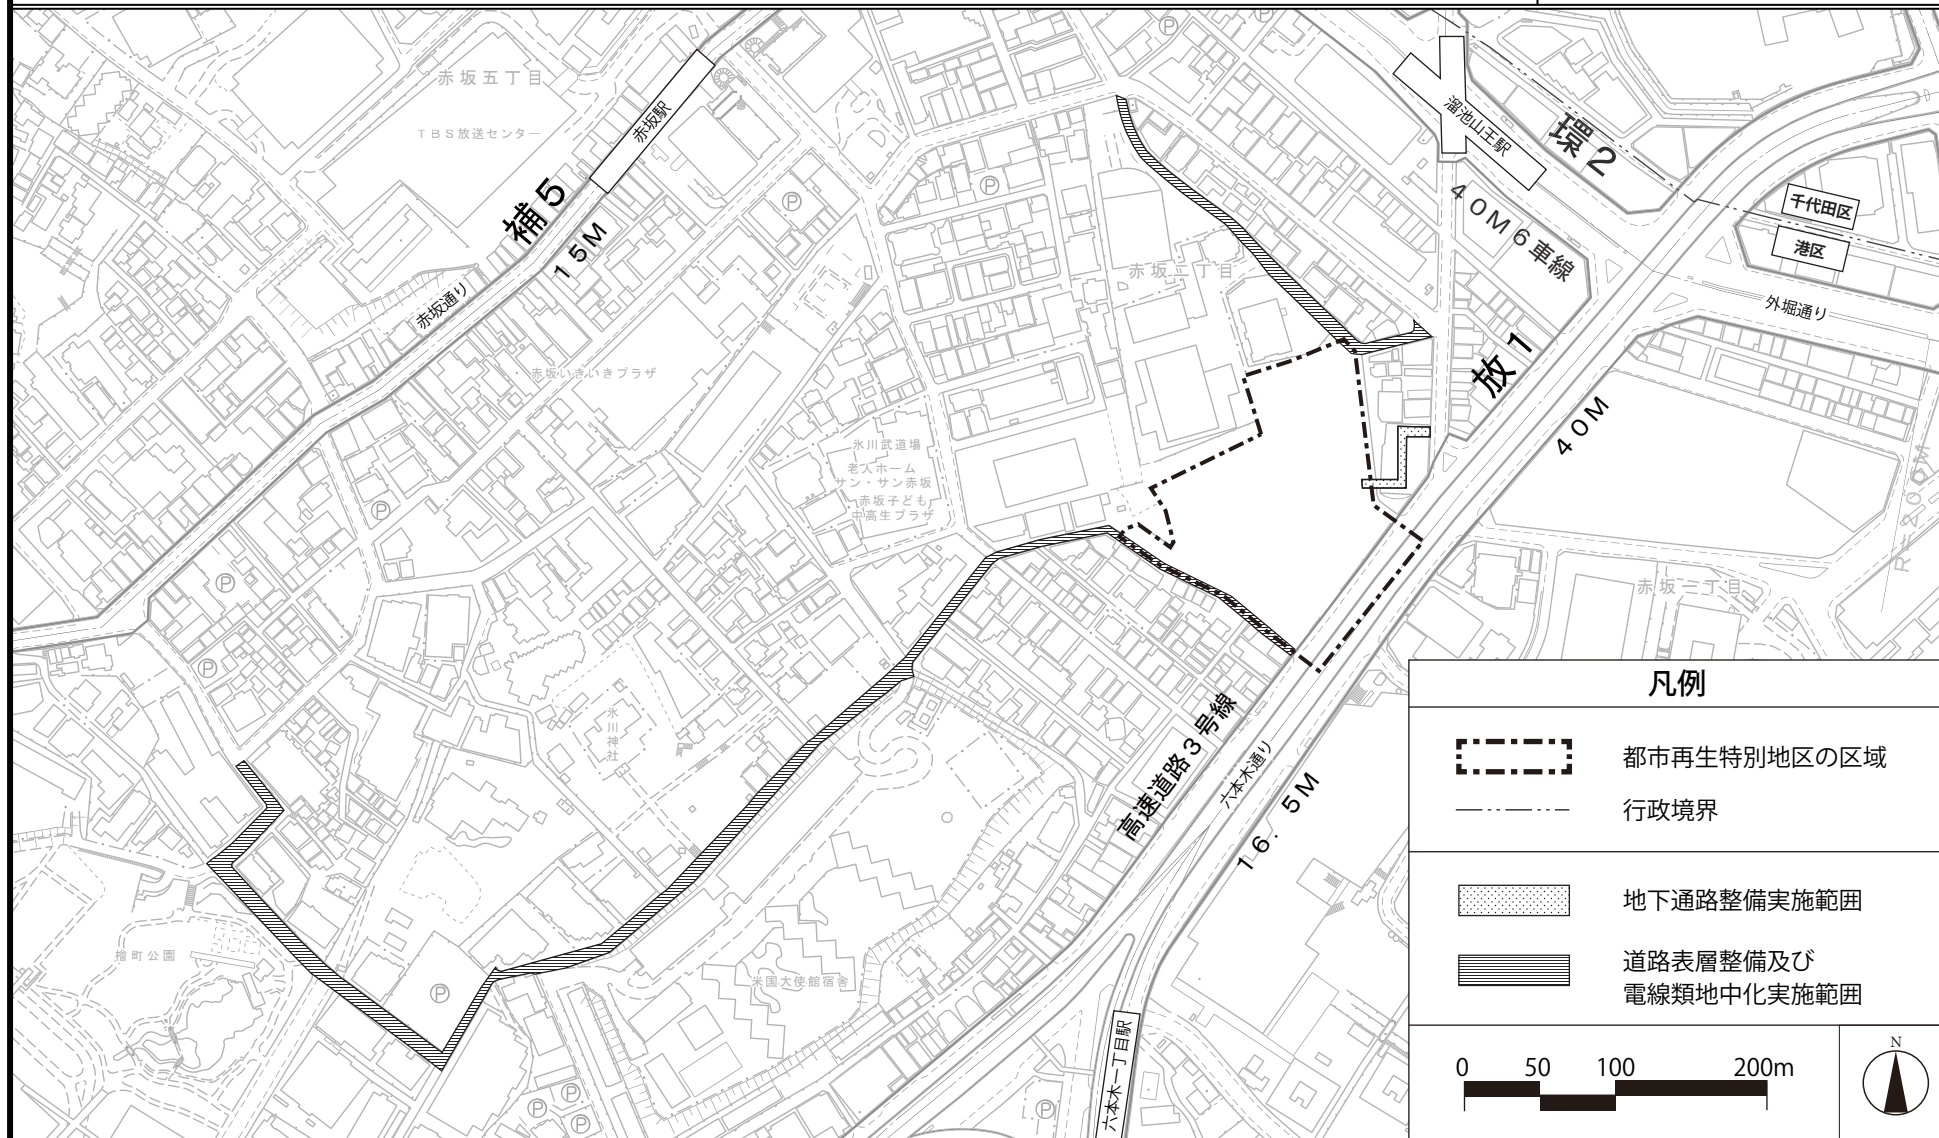 赤坂五丁目
TBS放送センター
赤坂駅
補5
15M
赤坂通り
溜池山王駅
環2
40M6車線
千代田区
港区
外堀通り
赤坂二丁目
放1
40M
赤坂いきいきプラザ
氷川武道場
老人ホーム
サン・サン赤坂
赤坂子ども
中高生プラザ
赤坂一丁目
氷川神社
高速道路3号線
六本木通り
16.5M
檜町公園
米国大使館宿舎
六本木一丁目駅
P
P
P
P
P
P
P
P
P
P
P
P
凡例
都市再生特別地区の区域
行政境界
地下通路整備実施範囲
道路表層整備及び
電線類地中化実施範囲
0 50 100 200m
N